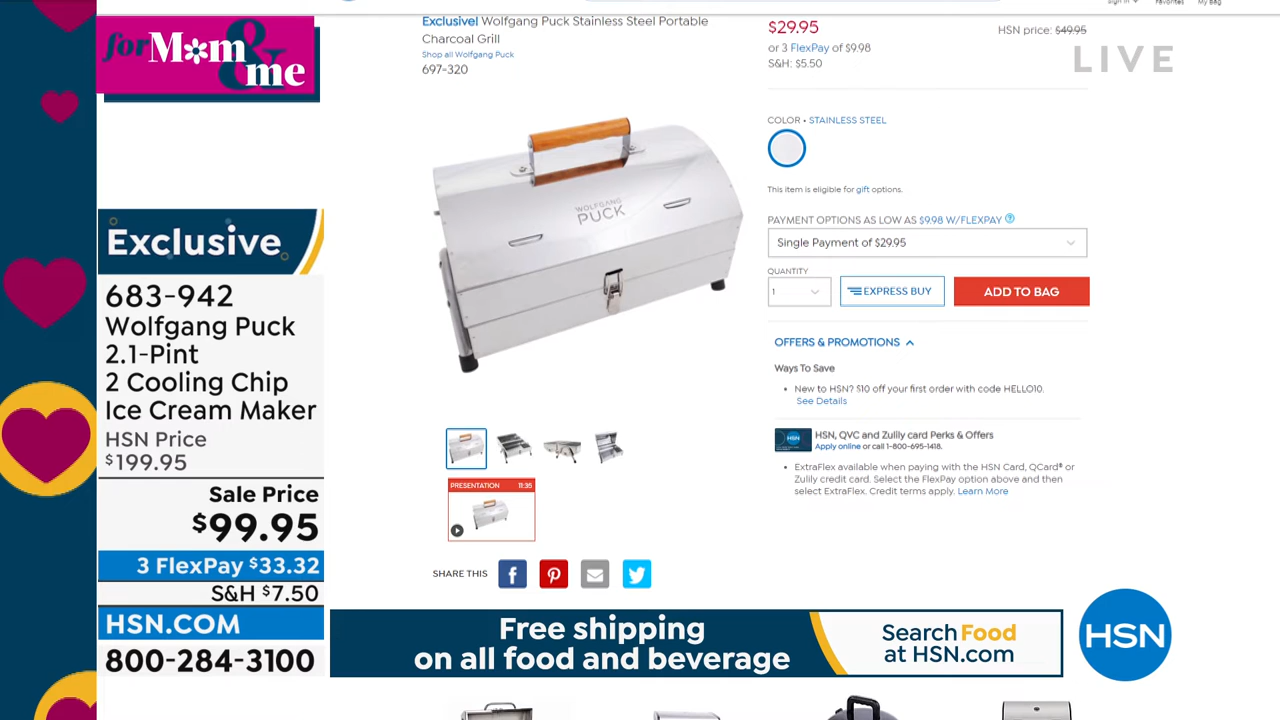 for Mom
& me
Exclusive
683-942
Wolfgang Puck
2.1-Pint
2 Cooling Chip
Ice Cream Maker
HSN Price
$199.95
Sale Price
$99.95
3 FlexPay $33.32
S&H $7.50
HSN.COM
800-284-3100
Sign in
Favorites
My Bag
Exclusive! Wolfgang Puck Stainless Steel Portable
Charcoal Grill
Shop all Wolfgang Puck
697-320
WOLFGANG
PUCK
PRESENTATION 11:35
SHARE THIS
$29.95
HSN price: $49.95
or 3 FlexPay of $9.98
S&H: $5.50
LIVE
COLOR • STAINLESS STEEL
This item is eligible for gift options.
PAYMENT OPTIONS AS LOW AS $9.98 W/FLEXPAY ?
Single Payment of $29.95
QUANTITY
1
EXPRESS BUY
ADD TO BAG
OFFERS & PROMOTIONS
Ways To Save
• New to HSN? $10 off your first order with code HELLO10.
See Details
HSN
HSN, QVC and Zulily card Perks & Offers
Apply online or call 1-800-695-1418.
• ExtraFlex available when paying with the HSN Card, QCard® or
Zulily credit card. Select the FlexPay option above and then
select ExtraFlex. Credit terms apply. Learn More
Free shipping
on all food and beverage
Search Food
at HSN.com
HSN